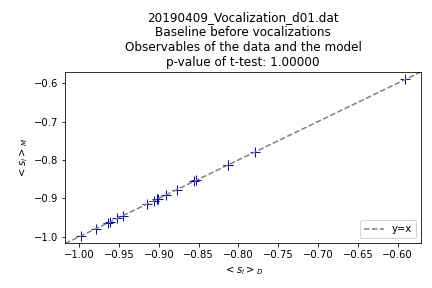 20190409_Vocalization_d01.dat
Baseline before vocalizations
Observables of the data and the model
p-value of t-test: 1.00000
−0.6
−0.7
−0.8
−0.9
−1.0
< s_i >_M
y=x
−1.00 −0.95 −0.90 −0.85 −0.80 −0.75 −0.70 −0.65 −0.60
< s_i >_D